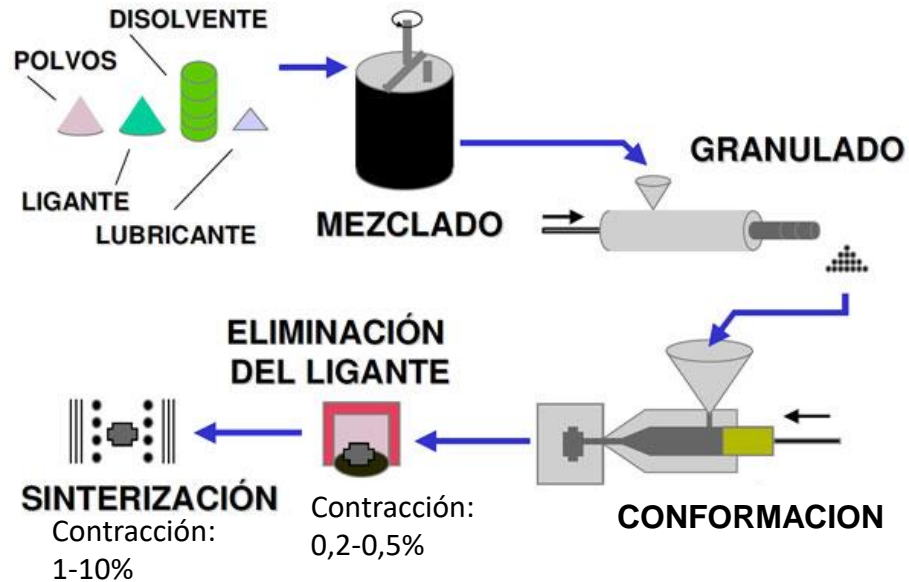 DISOLVENTE
POLVOS
LIGANTE
LUBRICANTE
MEZCLADO
GRANULADO
CONFORMACION
ELIMINACIÓN
DEL LIGANTE
Contracción:
0,2-0,5%
SINTERIZACIÓN
Contracción:
1-10%